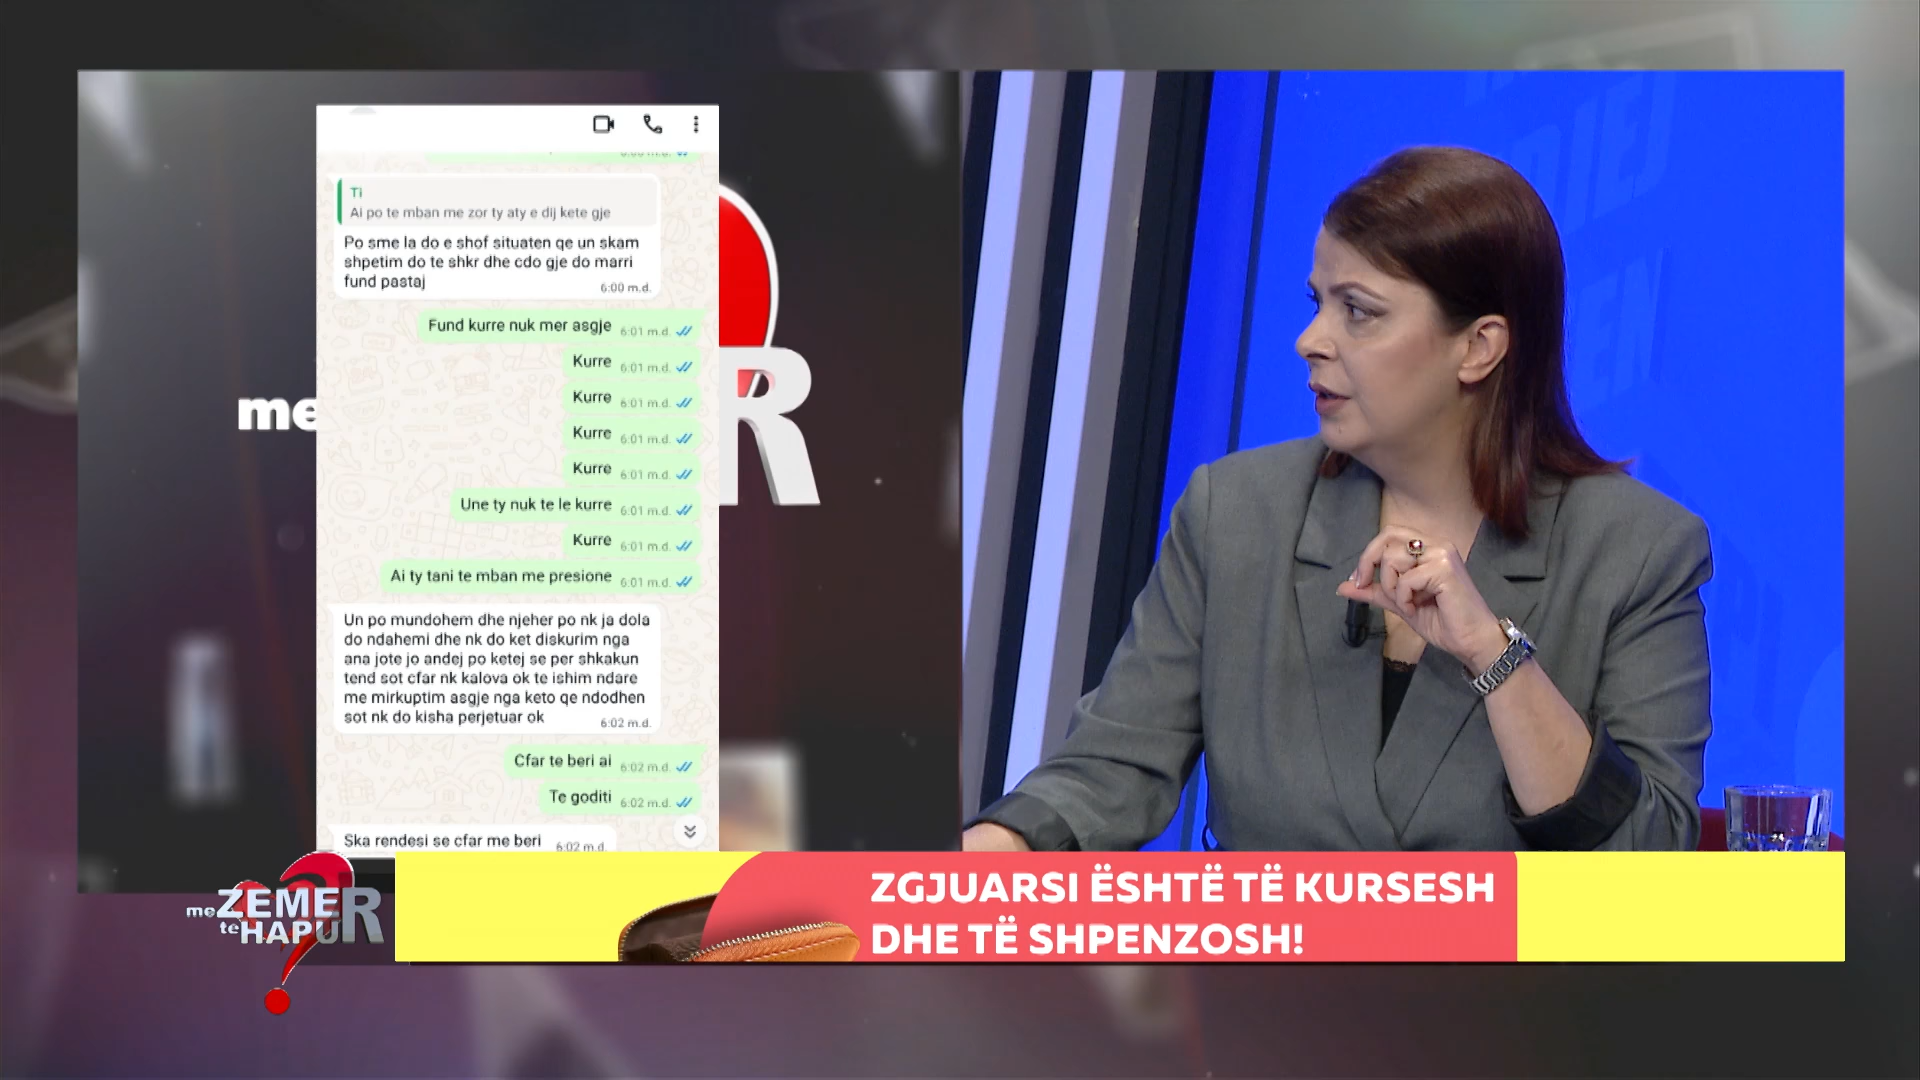 Ti
Ai po te mban me zor ty aty e dij kete gje
Po sme la do e shof situaten qe un skam
shpetim do te shkr dhe cdo gje do marri
fund pastaj
6:00 m.d.
Fund kurre nuk mer asgje 6:01 m.d.
Kurre 6:01 m.d.
Kurre 6:01 m.d.
Kurre 6:01 m.d.
Kurre 6:01 m.d.
Une ty nuk te le kurre 6:01 m.d.
Kurre 6:01 m.d.
Ai ty tani te mban me presione 6:01 m.d.
Un po mundohem dhe njeher po nk ja dola
do ndahemi dhe nk do ket diskurim nga
ana jote jo andej po ketej se per shkakun
tend sot cfar nk kalova ok te ishim ndare
me mirkuptim asgje nga keto qe ndodhen
sot nk do kisha perjetuar ok
6:02 m.d.
Cfar te beri ai 6:02 m.d.
Te goditi 6:02 m.d.
Ska rendesi se cfar me beri 6:02 m.d.
me
R
me ZEMER
te HAPUR
ZGJUARSI ËSHTË TË KURSESH
DHE TË SHPENZOSH!